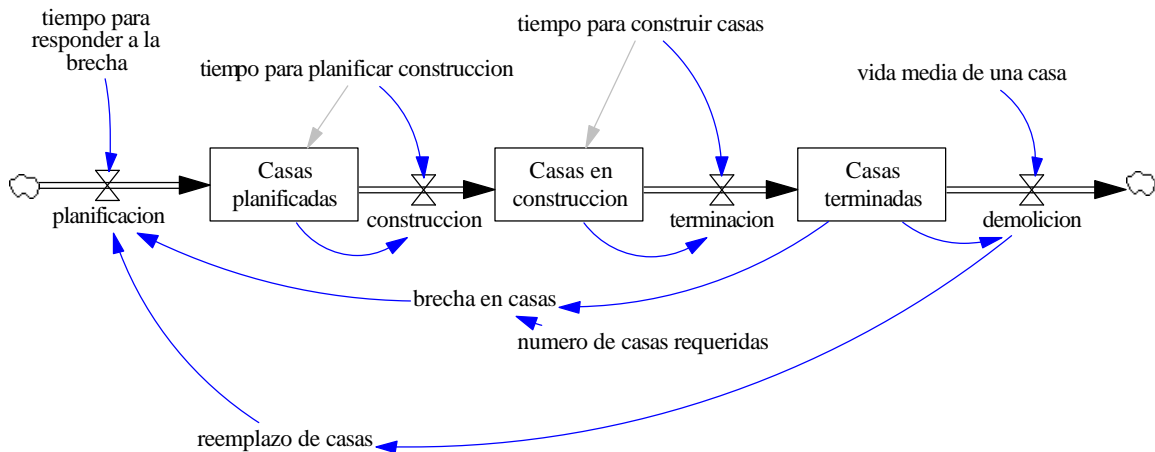 tiempo para
responder a la
brecha
tiempo para planificar construccion
tiempo para construir casas
vida media de una casa
Casas
planificadas
Casas en
construccion
Casas
terminadas
planificacion
construccion
terminacion
demolicion
brecha en casas
numero de casas requeridas
reemplazo de casas